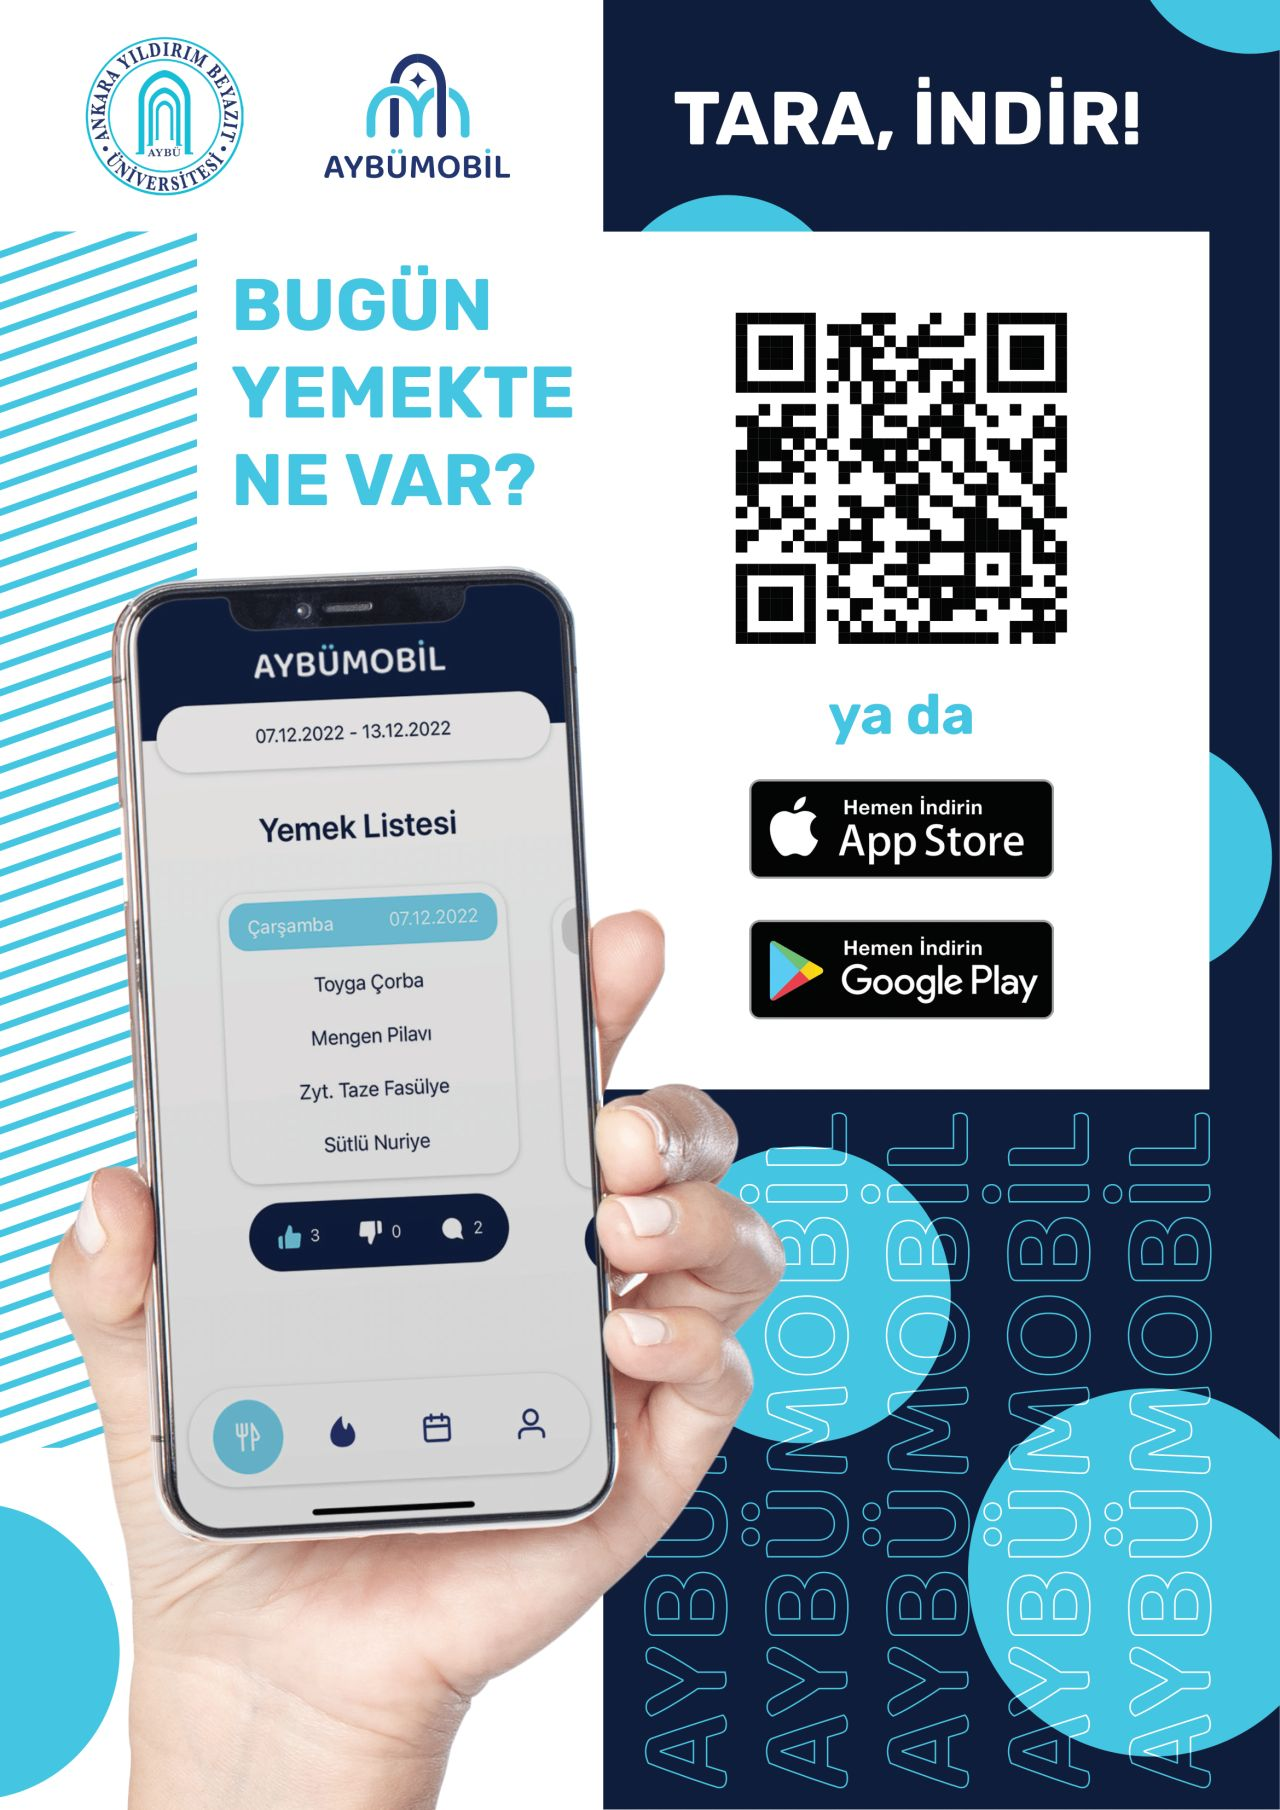 ANKARA YILDIRIM BEYAZIT
ÜNİVERSİTESİ
AYBÜ
AYBÜMOBİL
TARA, İNDİR!
BUGÜN
YEMEKTE
NE VAR?
AYBÜMOBİL
07.12.2022 - 13.12.2022
Yemek Listesi
Çarşamba 07.12.2022
Toyga Çorba
Mengen Pilavı
Zyt. Taze Fasülye
Sütlü Nuriye
3 0 2
ya da
Hemen İndirin
App Store
Hemen İndirin
Google Play
AYBÜMOBİL
AYBÜMOBİL
AYBÜMOBİL
AYBÜMOBİL
AYBÜ